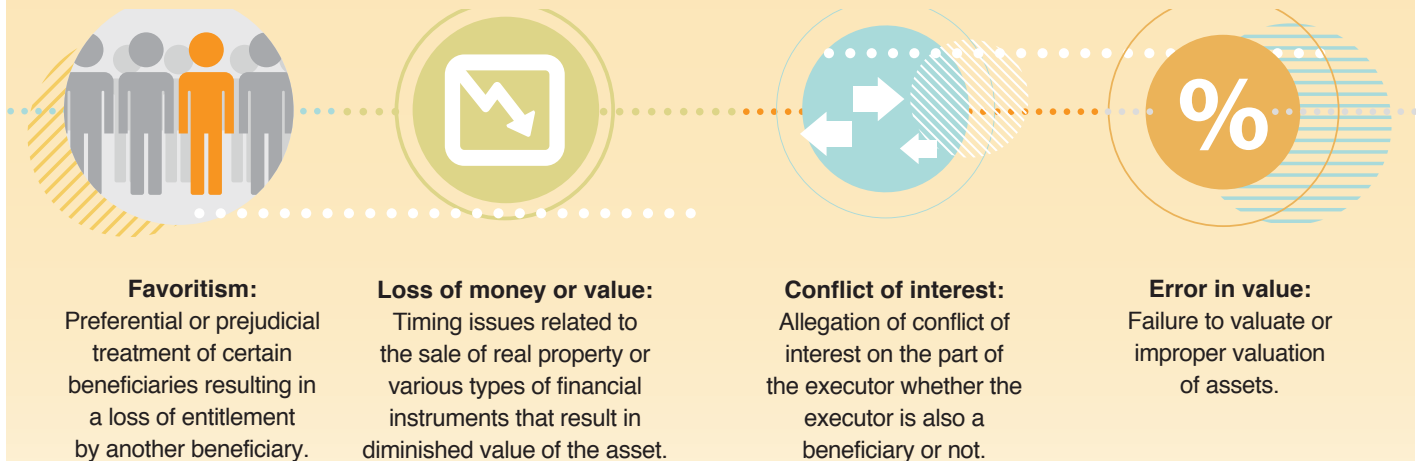 %
Favoritism:
Preferential or prejudicial
treatment of certain
beneficiaries resulting in
a loss of entitlement
by another beneficiary.
Loss of money or value:
Timing issues related to
the sale of real property or
various types of financial
instruments that result in
diminished value of the asset.
Conflict of interest:
Allegation of conflict of
interest on the part of
the executor whether the
executor is also a
beneficiary or not.
Error in value:
Failure to valuate or
improper valuation
of assets.